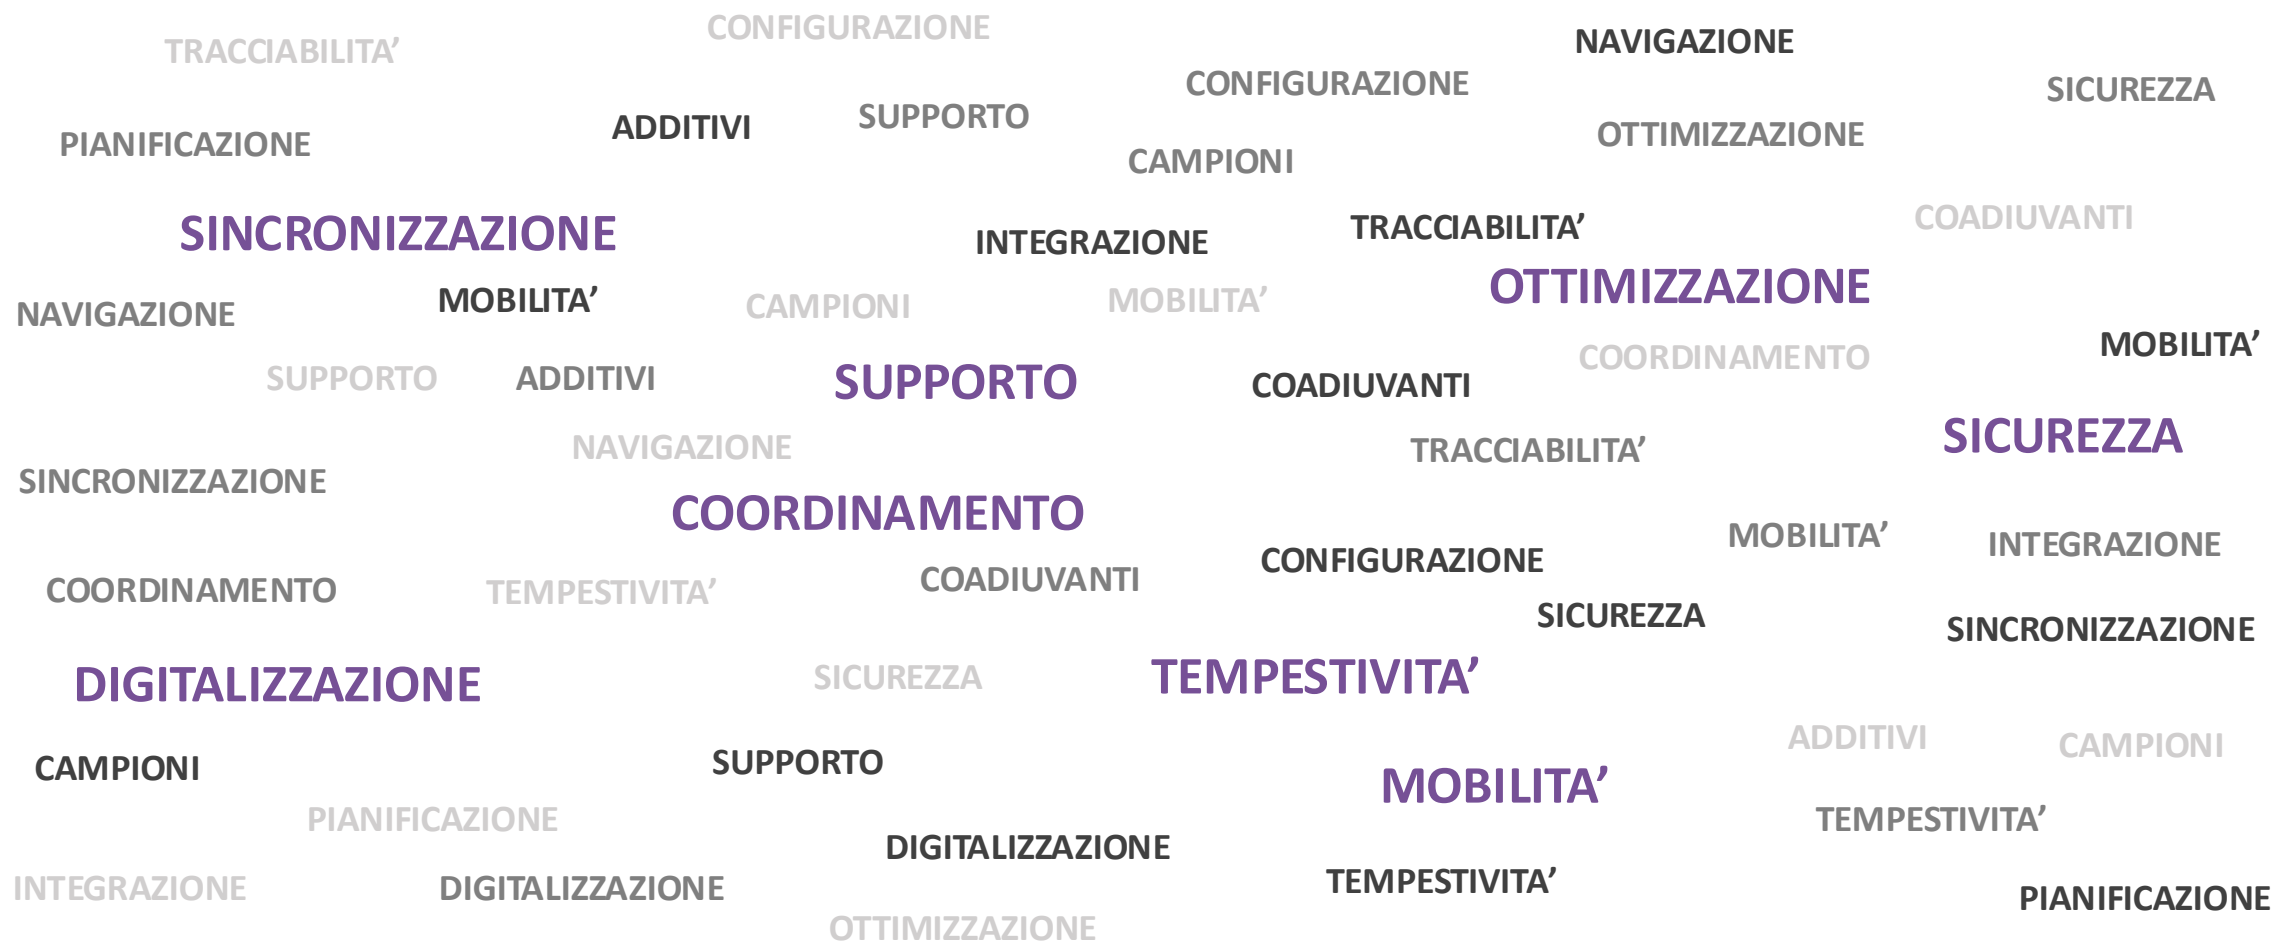 CONFIGURAZIONE
NAVIGAZIONE
TRACCIABILITA’
CONFIGURAZIONE
SICUREZZA
SUPPORTO
ADDITIVI
OTTIMIZZAZIONE
PIANIFICAZIONE
CAMPIONI
COADIUVANTI
TRACCIABILITA’
SINCRONIZZAZIONE
INTEGRAZIONE
OTTIMIZZAZIONE
MOBILITA’
MOBILITA’
CAMPIONI
NAVIGAZIONE
MOBILITA’
COORDINAMENTO
SUPPORTO
ADDITIVI
SUPPORTO
COADIUVANTI
SICUREZZA
NAVIGAZIONE
TRACCIABILITA’
SINCRONIZZAZIONE
COORDINAMENTO
MOBILITA’
INTEGRAZIONE
CONFIGURAZIONE
COADIUVANTI
COORDINAMENTO
TEMPESTIVITA’
SICUREZZA
SINCRONIZZAZIONE
DIGITALIZZAZIONE
SICUREZZA
TEMPESTIVITA’
ADDITIVI
CAMPIONI
CAMPIONI
SUPPORTO
MOBILITA’
PIANIFICAZIONE
TEMPESTIVITA’
DIGITALIZZAZIONE
TEMPESTIVITA’
INTEGRAZIONE
DIGITALIZZAZIONE
PIANIFICAZIONE
OTTIMIZZAZIONE